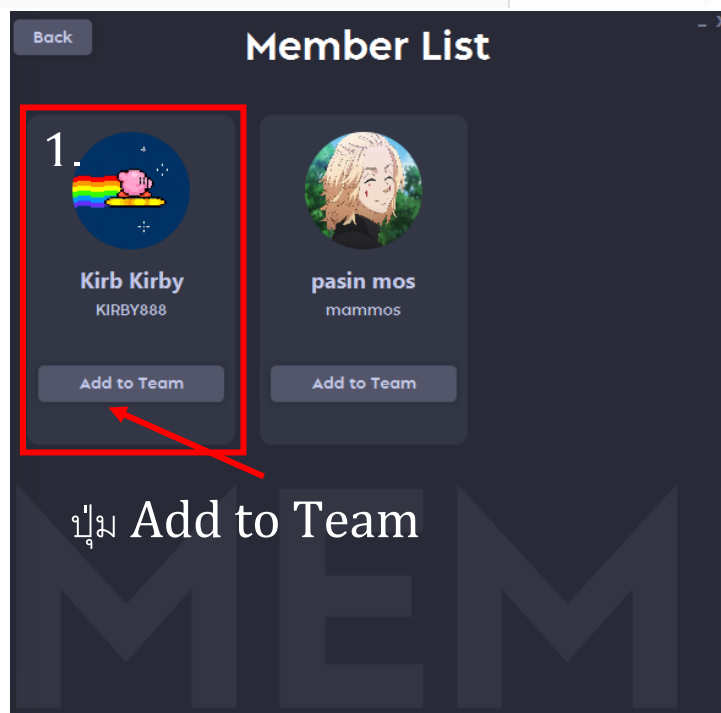 Back
Member List
_ X
1.
Kirb Kirby
KIRBY888
Add to Team
pasin mos
mammos
Add to Team
ปุ่ม Add to Team
MEM